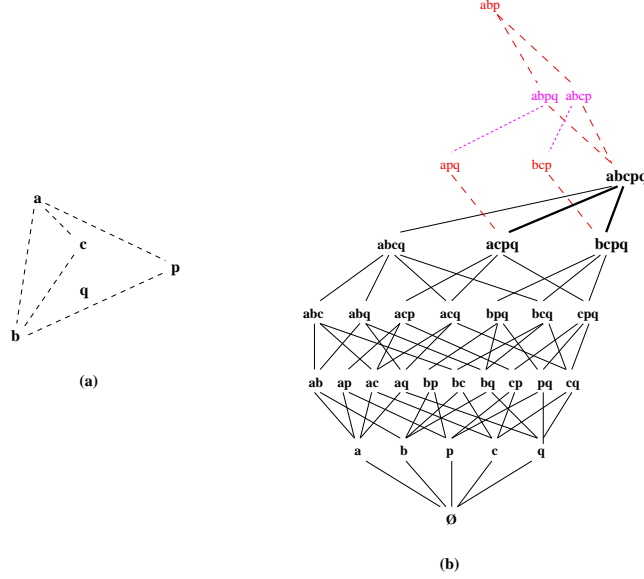 a
c
p
q
b
(a)
abp
abpq abcp
apq bcp
abcpq
abcq acpq bcpq
abc abq acp acq bpq bcq cpq
ab ap ac aq bp bc bq cp pq cq
a b p c q
Ø
(b)